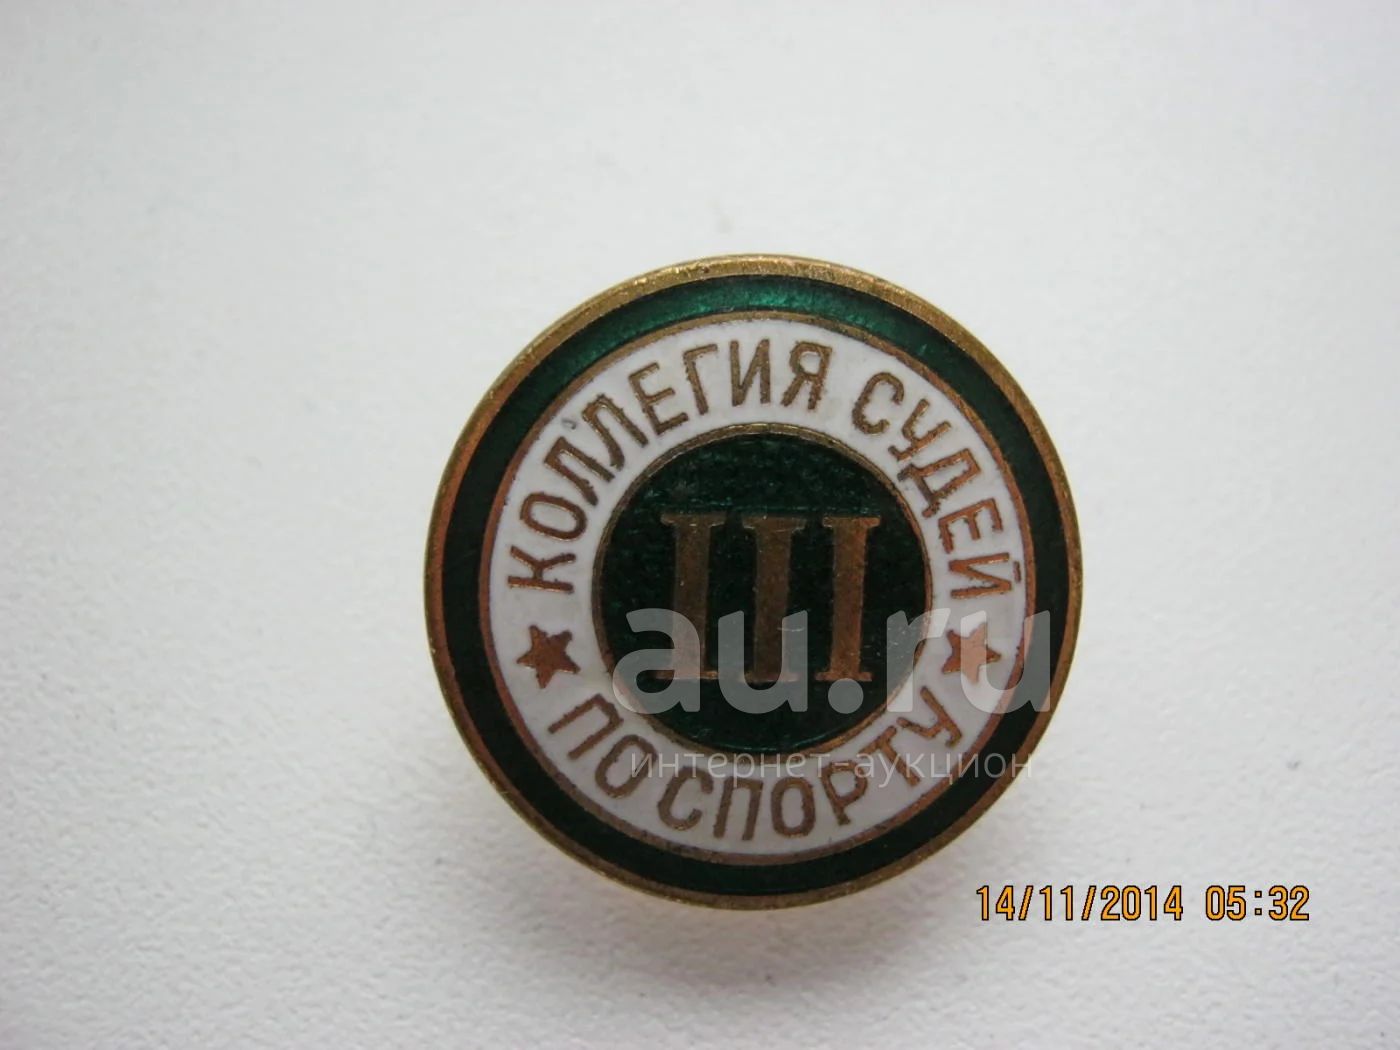 КОЛЛЕГИЯ СУДЕЙ
III
ПО СПОРТУ
au.ru
интернет-аукцион
14/11/2014 05:32